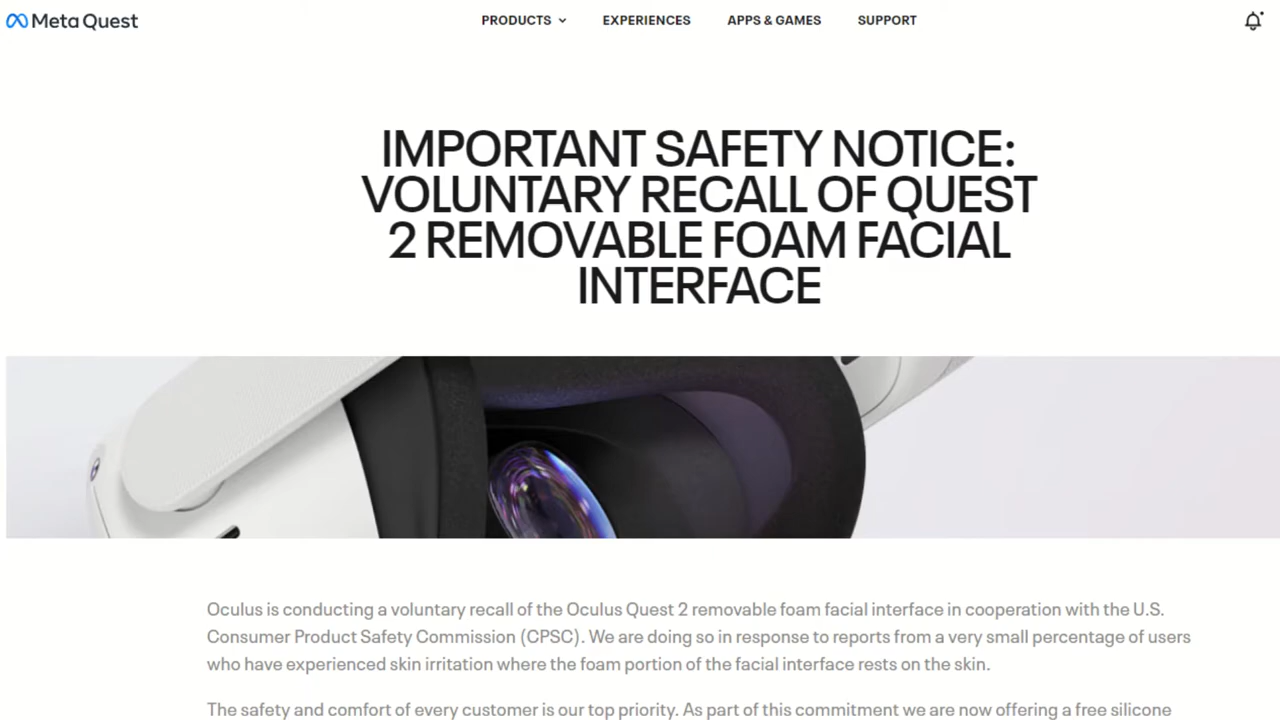 Meta Quest
PRODUCTS EXPERIENCES APPS & GAMES SUPPORT
IMPORTANT SAFETY NOTICE:
VOLUNTARY RECALL OF QUEST
2 REMOVABLE FOAM FACIAL
INTERFACE
Oculus is conducting a voluntary recall of the Oculus Quest 2 removable foam facial interface in cooperation with the U.S.
Consumer Product Safety Commission (CPSC). We are doing so in response to reports from a very small percentage of users
who have experienced skin irritation where the foam portion of the facial interface rests on the skin.
The safety and comfort of every customer is our top priority. As part of this commitment we are now offering a free silicone